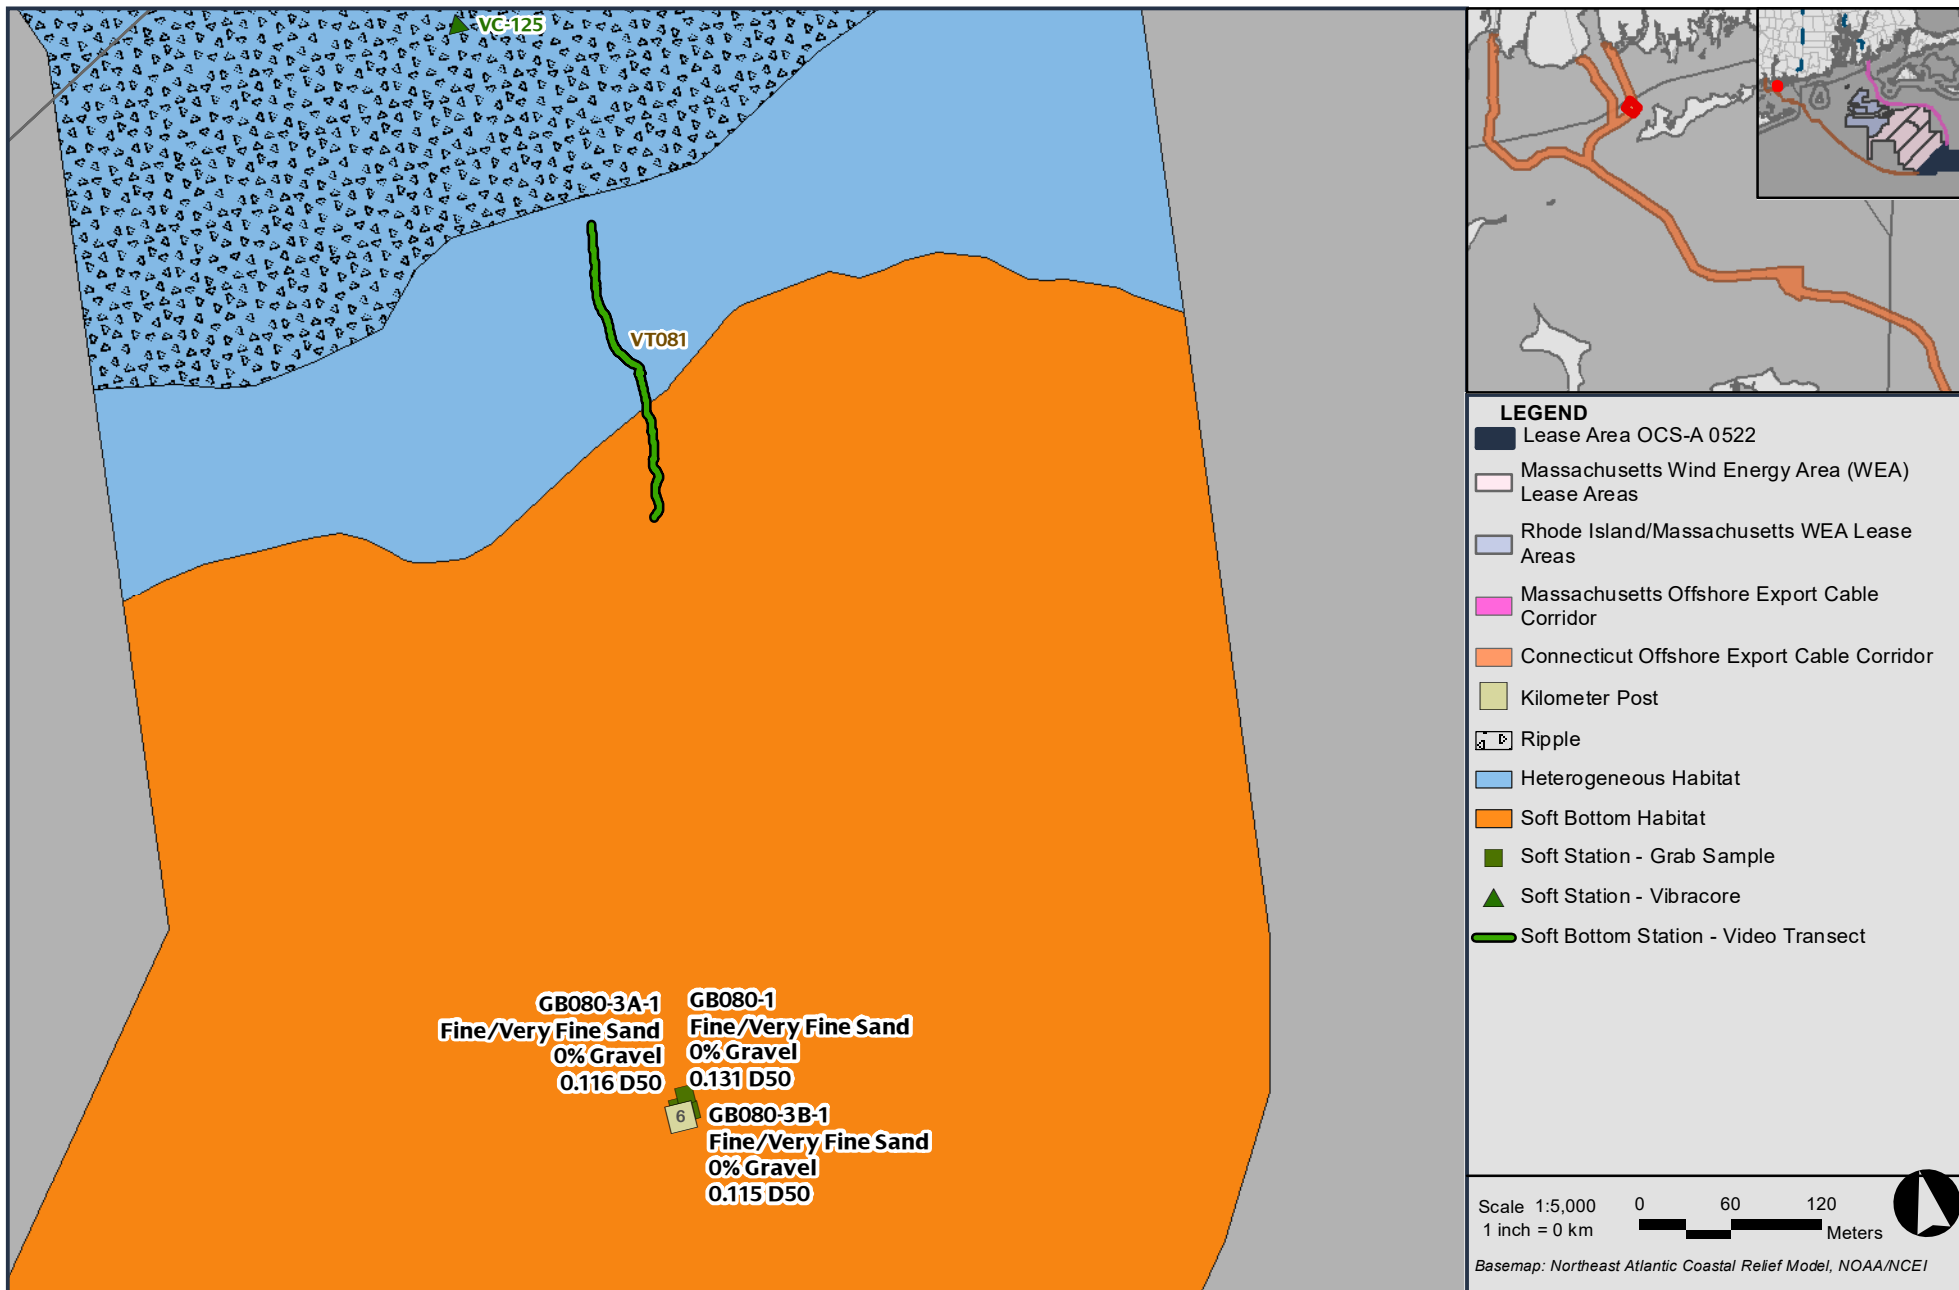 VC-125
VT081
GB080-3A-1
Fine/Very Fine Sand
0% Gravel
0.116 D50
GB080-1
Fine/Very Fine Sand
0% Gravel
0.131 D50
6
GB080-3B-1
Fine/Very Fine Sand
0% Gravel
0.115 D50
LEGEND
Lease Area OCS-A 0522
Massachusetts Wind Energy Area (WEA)
Lease Areas
Rhode Island/Massachusetts WEA Lease
Areas
Massachusetts Offshore Export Cable
Corridor
Connecticut Offshore Export Cable Corridor
Kilometer Post
Ripple
Heterogeneous Habitat
Soft Bottom Habitat
Soft Station - Grab Sample
Soft Station - Vibracore
Soft Bottom Station - Video Transect
Scale 1:5,000
1 inch = 0 km
0 60 120
Meters
Basemap: Northeast Atlantic Coastal Relief Model, NOAA/NCEI